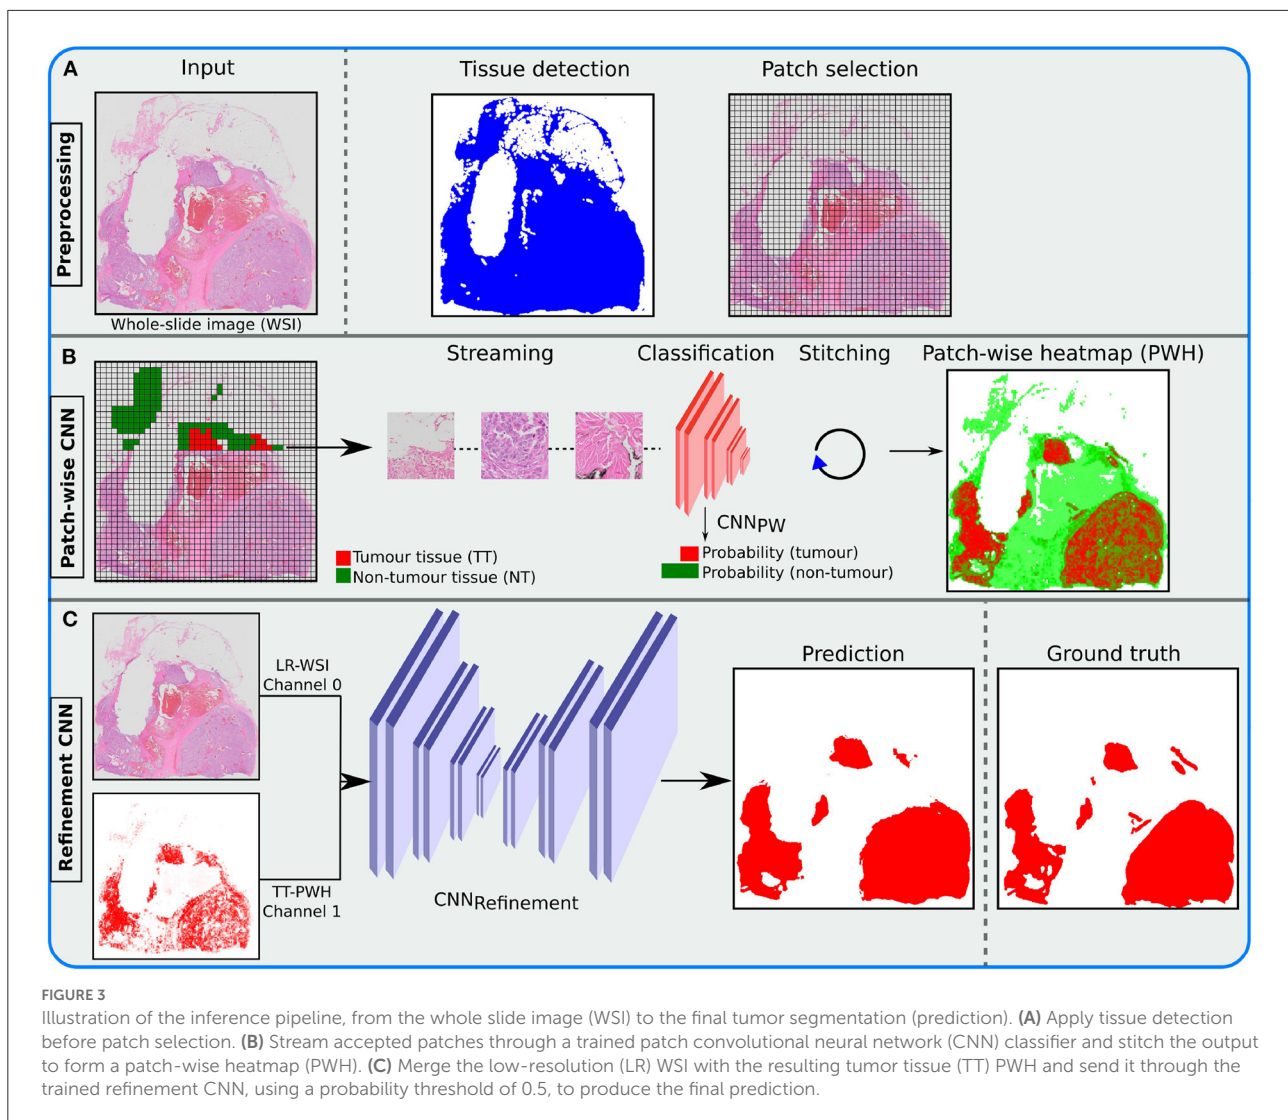 A
Input
Tissue detection
Patch selection
Preprocessing
Whole-slide image (WSI)
B
Streaming
Classification
Stitching
Patch-wise heatmap (PWH)
Patch-wise CNN
CNNPW
Tumour tissue (TT)
Non-tumour tissue (NT)
Probability (tumour)
Probability (non-tumour)
C
LR-WSI
Channel 0
Prediction
Ground truth
Refinement CNN
TT-PWH
Channel 1
CNNRefinement
FIGURE 3
Illustration of the inference pipeline, from the whole slide image (WSI) to the final tumor segmentation (prediction). (A) Apply tissue detection
before patch selection. (B) Stream accepted patches through a trained patch convolutional neural network (CNN) classifier and stitch the output
to form a patch-wise heatmap (PWH). (C) Merge the low-resolution (LR) WSI with the resulting tumor tissue (TT) PWH and send it through the
trained refinement CNN, using a probability threshold of 0.5, to produce the final prediction.